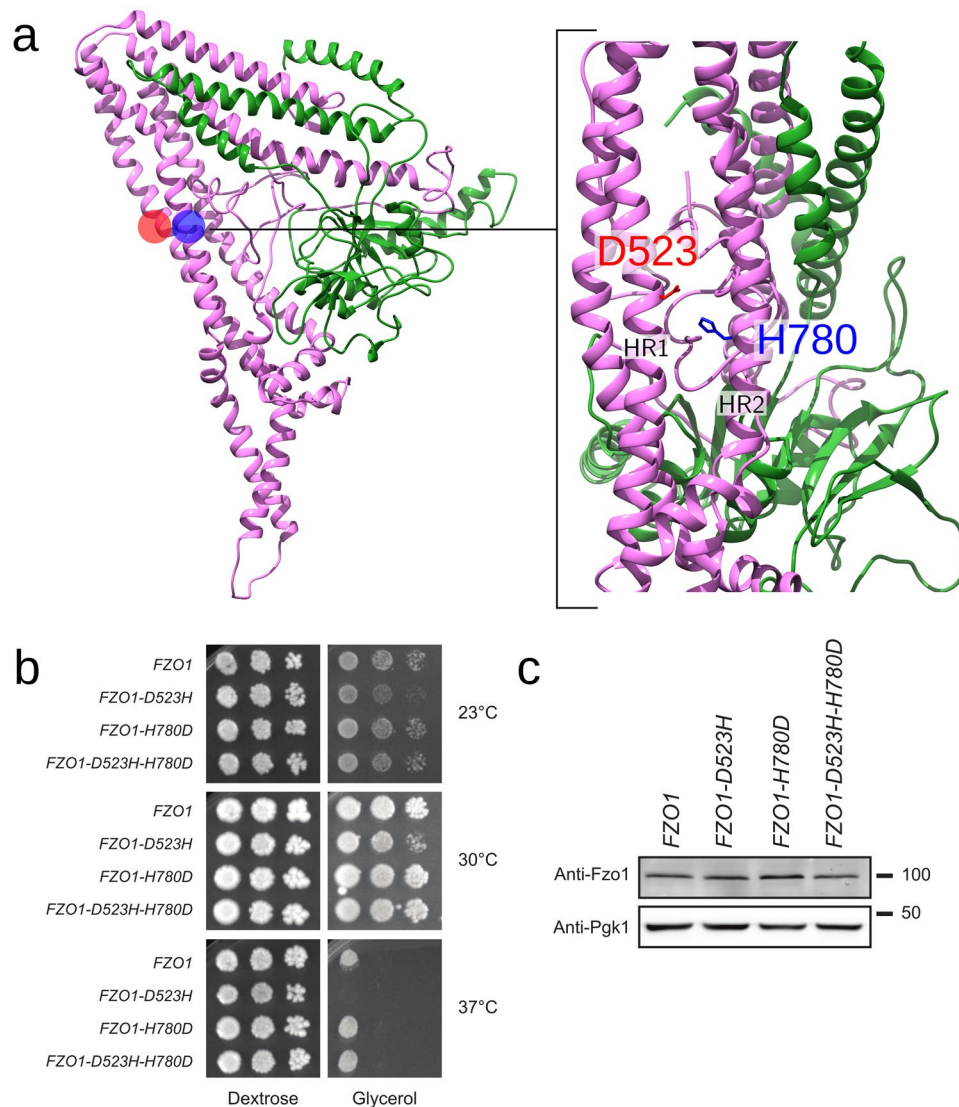 a
D523
H780
HR1
HR2
b
FZO1
FZO1-D523H
FZO1-H780D
FZO1-D523H-H780D
23°C
FZO1
FZO1-D523H
FZO1-H780D
FZO1-D523H-H780D
30°C
FZO1
FZO1-D523H
FZO1-H780D
FZO1-D523H-H780D
37°C
Dextrose Glycerol
c
FZO1
FZO1-D523H
FZO1-H780D
FZO1-D523H-H780D
Anti-Fzo1
100
50
Anti-Pgk1